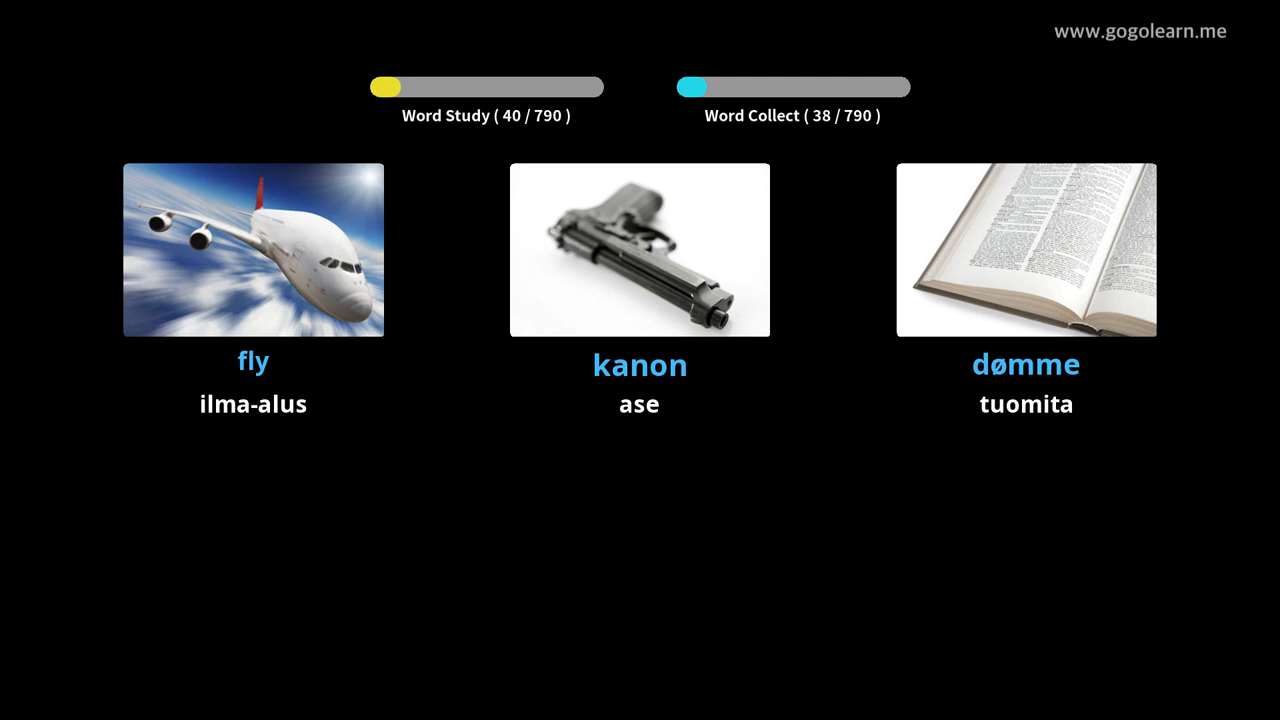 www.gogolearn.me
Word Study ( 40 / 790 )
Word Collect ( 38 / 790 )
fly
kanon
dømme
ilma-alus
ase
tuomita